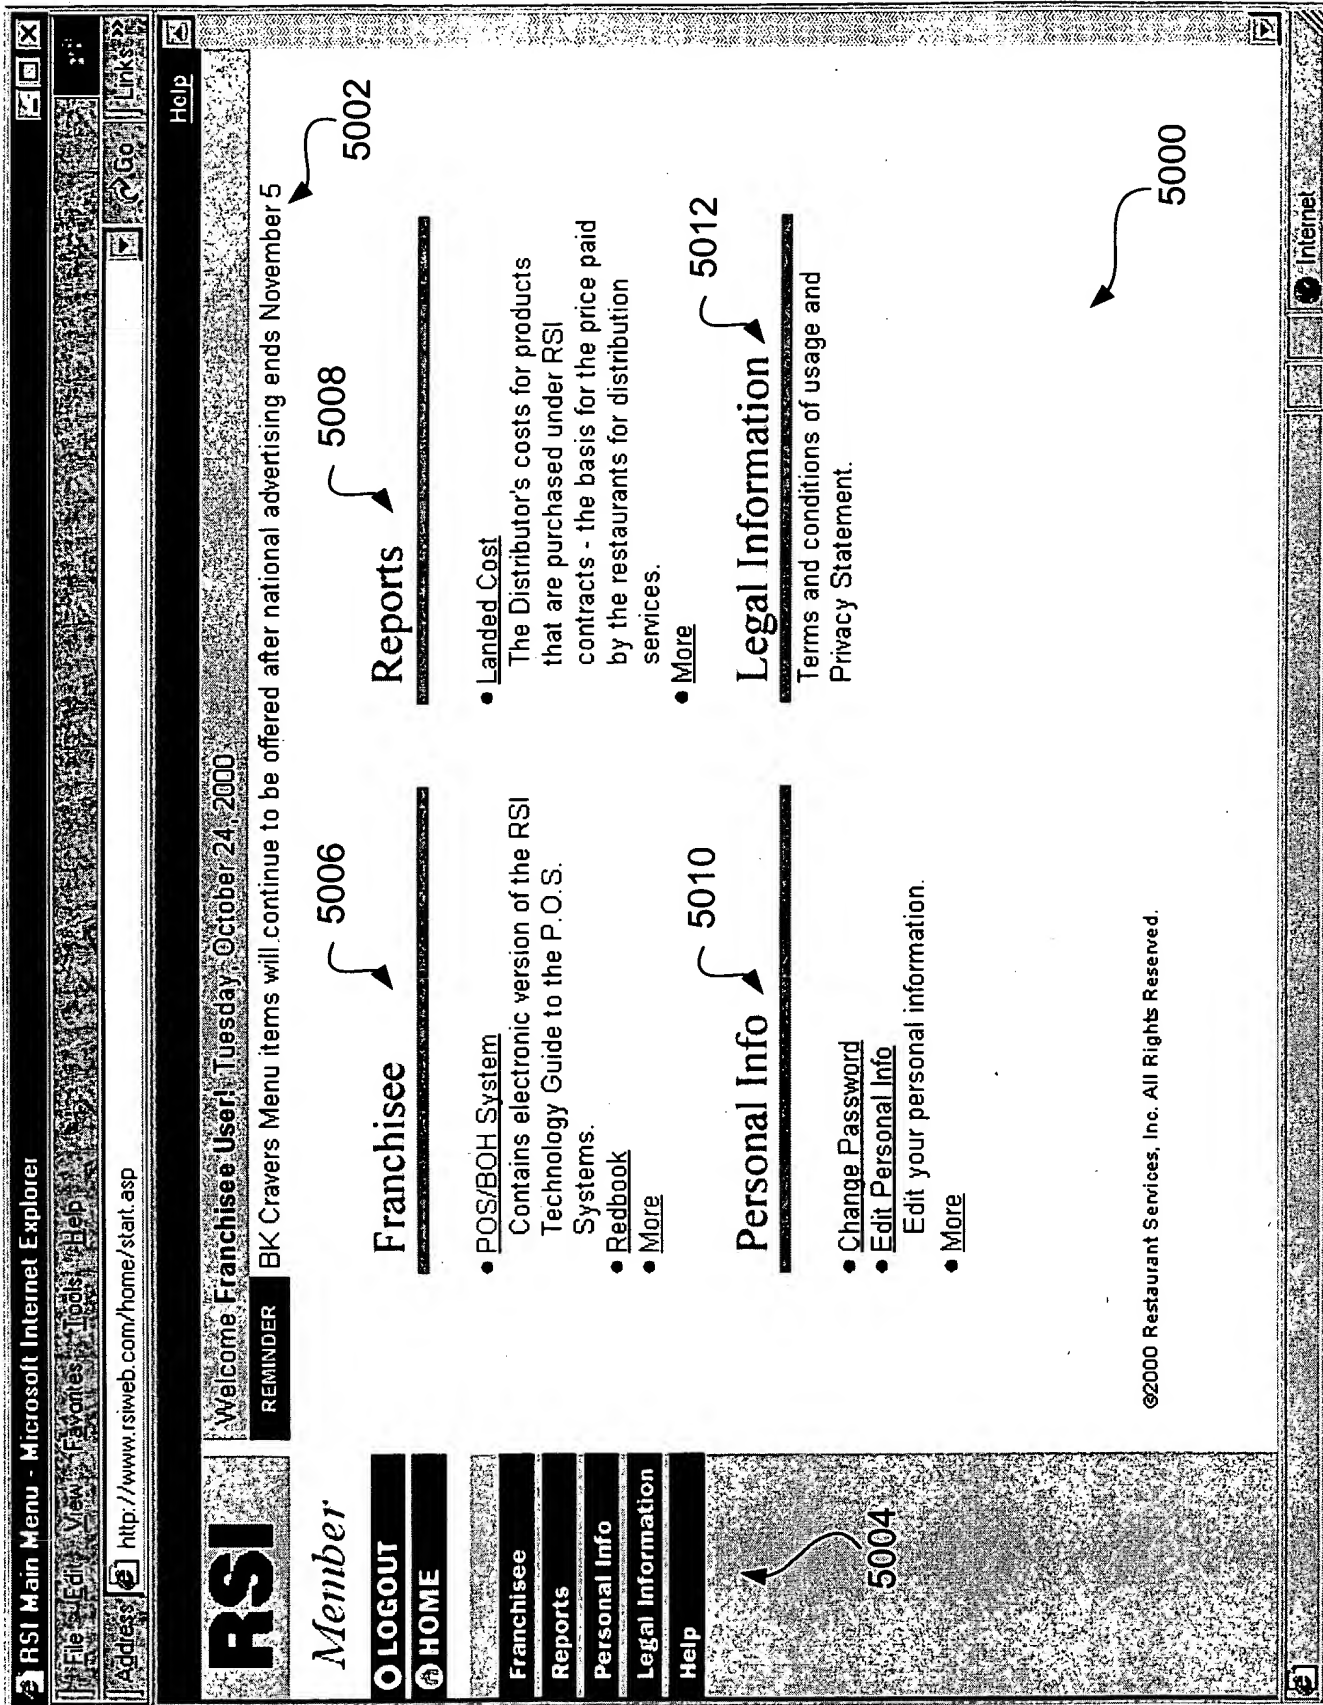 RSI Main Menu - Microsoft Internet Explorer
File Edit View Favorites Tools Help
Address http://www.rsiweb.com/home/start.asp Go Links »
Help
RSI
Welcome Franchisee User! Tuesday, October 24, 2000
REMINDER BK Cravers Menu items will continue to be offered after national advertising ends November 5
5002
Member
LOGOUT
HOME
Franchisee
Reports
Personal Info
Legal Information
Help
5004
Franchisee
5006
• POS/BOH System
Contains electronic version of the RSI
Technology Guide to the P.O.S.
Systems.
• Redbook
• More
Reports
5008
• Landed Cost
The Distributor's costs for products
that are purchased under RSI
contracts - the basis for the price paid
by the restaurants for distribution
services.
• More
Personal Info
5010
• Change Password
• Edit Personal Info
Edit your personal information.
• More
Legal Information
5012
Terms and conditions of usage and
Privacy Statement.
5000
©2000 Restaurant Services, Inc. All Rights Reserved.
Internet